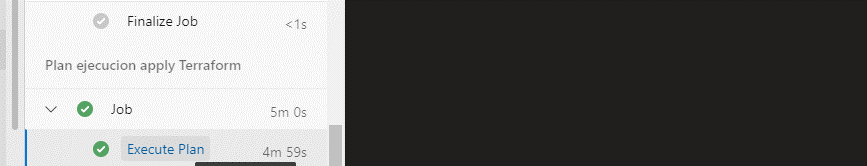 Finalize Job <1s
Plan ejecucion apply Terraform
Job 5m 0s
Execute Plan 4m 59s